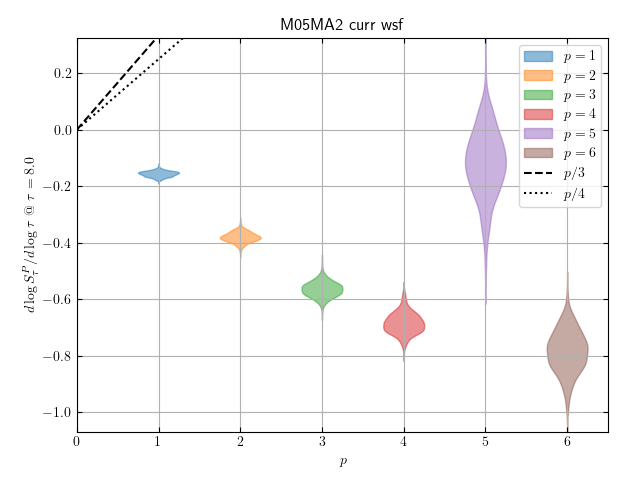 M05MA2 curr wsf
d log S_τ^P / d log τ @ τ = 8.0
0.2
0.0
−0.2
−0.4
−0.6
−0.8
−1.0
0 1 2 3 4 5 6
p
p = 1
p = 2
p = 3
p = 4
p = 5
p = 6
p/3
p/4